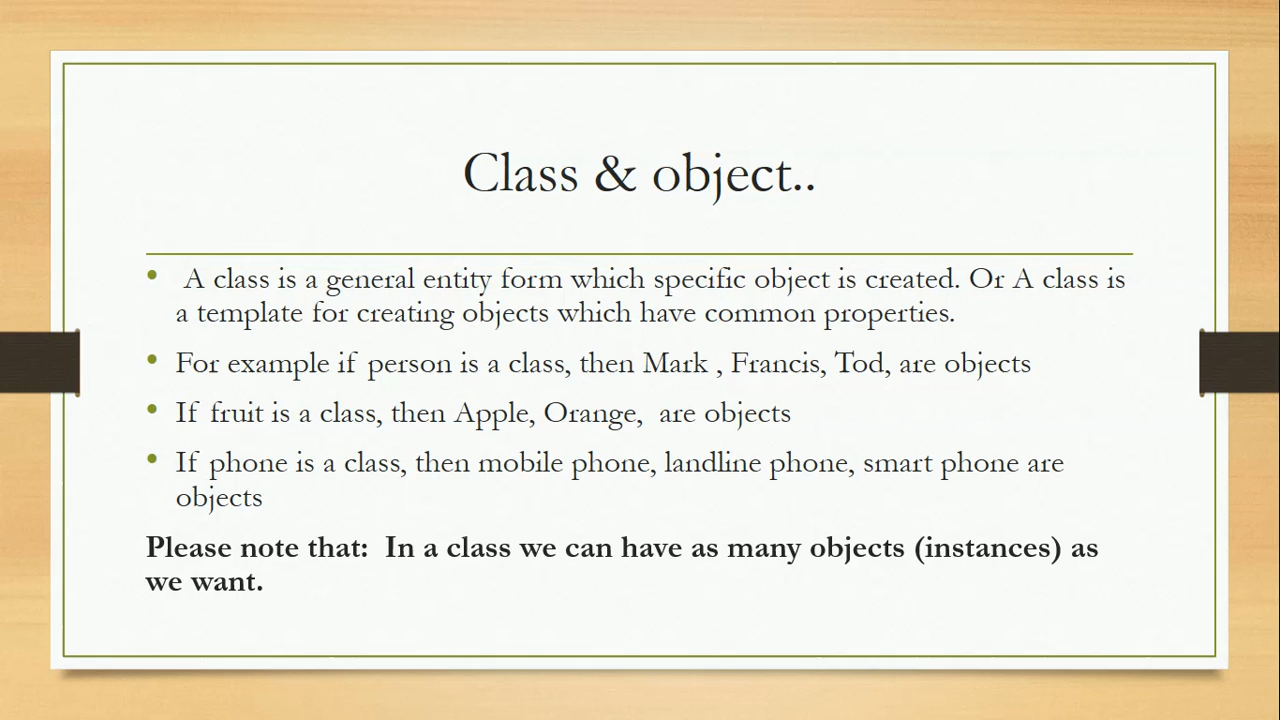 Class & object..
• A class is a general entity form which specific object is created. Or A class is
a template for creating objects which have common properties.
• For example if person is a class, then Mark , Francis, Tod, are objects
• If fruit is a class, then Apple, Orange,  are objects
• If phone is a class, then mobile phone, landline phone, smart phone are
objects
Please note that:  In a class we can have as many objects (instances) as
we want.